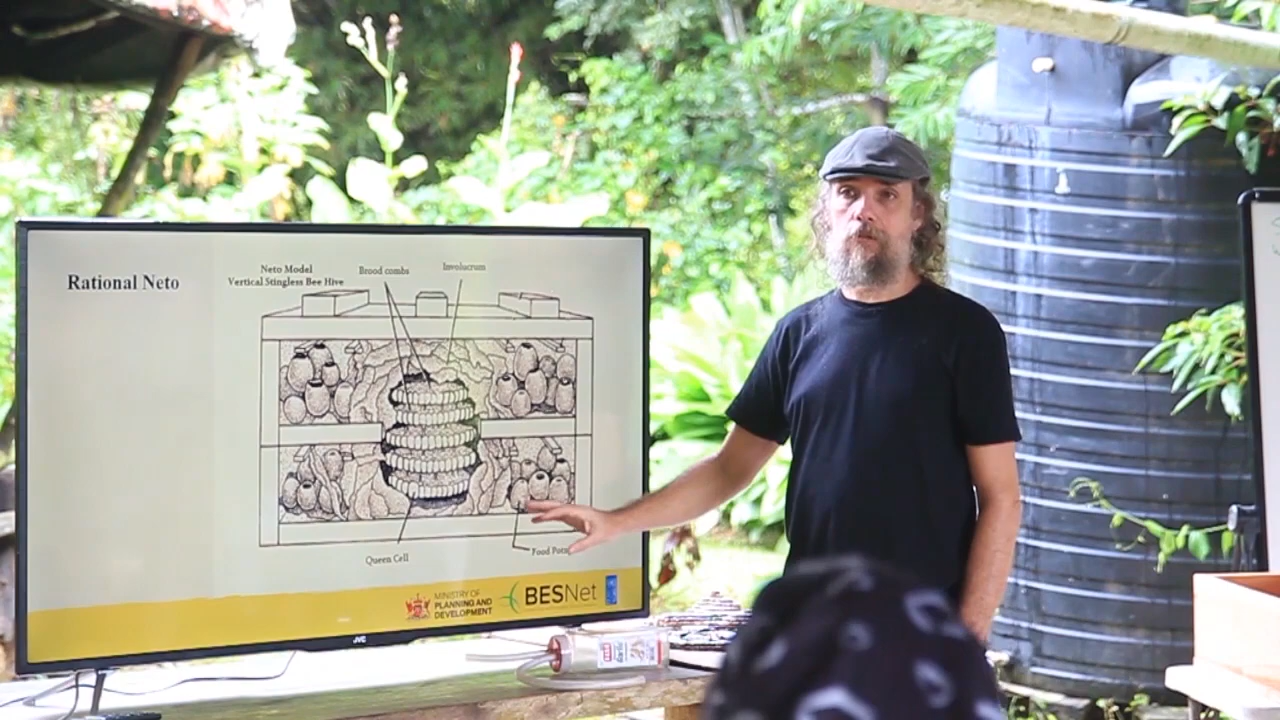 Rational Neto
Neto Model
Vertical Stingless Bee Hive
Brood combs
Involucrum
Queen Cell
Food Pots
MINISTRY OF
PLANNING AND
DEVELOPMENT
BESNet
JVC